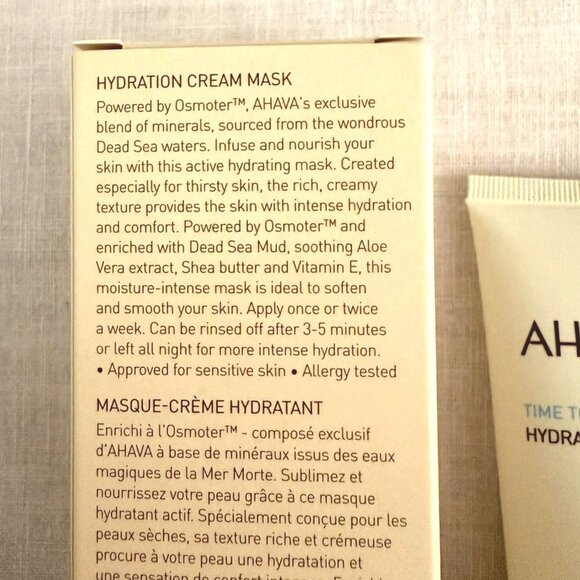 HYDRATION CREAM MASK
Powered by Osmoter™, AHAVA's exclusive
blend of minerals, sourced from the wondrous
Dead Sea waters. Infuse and nourish your
skin with this active hydrating mask. Created
especially for thirsty skin, the rich, creamy
texture provides the skin with intense hydration
and comfort. Powered by Osmoter™ and
enriched with Dead Sea Mud, soothing Aloe
Vera extract, Shea butter and Vitamin E, this
moisture-intense mask is ideal to soften
and smooth your skin. Apply once or twice
a week. Can be rinsed off after 3-5 minutes
or left all night for more intense hydration.
• Approved for sensitive skin • Allergy tested
MASQUE-CRÈME HYDRATANT
Enrichi à l'Osmoter™ - composé exclusif
d'AHAVA à base de minéraux issus des eaux
magiques de la Mer Morte. Sublimez et
nourrissez votre peau grâce à ce masque
hydratant actif. Spécialement conçue pour les
peaux sèches, sa texture riche et crémeuse
procure à votre peau une hydratation et
une sensation de confort
AH
TIME TO
HYDRA